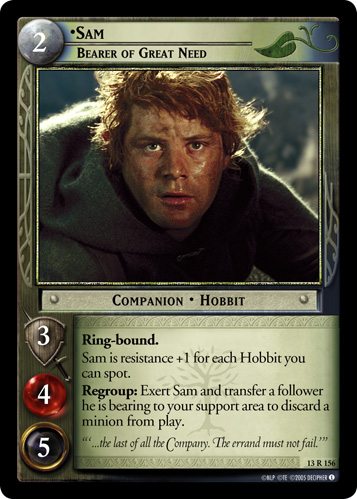 2
•Sam
Bearer of Great Need
Companion • Hobbit
3
4
5
Ring-bound.
Sam is resistance +1 for each Hobbit you
can spot.
Regroup: Exert Sam and transfer a follower
he is bearing to your support area to discard a
minion from play.
“‘...the last of all the Company. The errand must not fail.’”
13 R 156
©NLP ©TE ©2005 DECIPHER